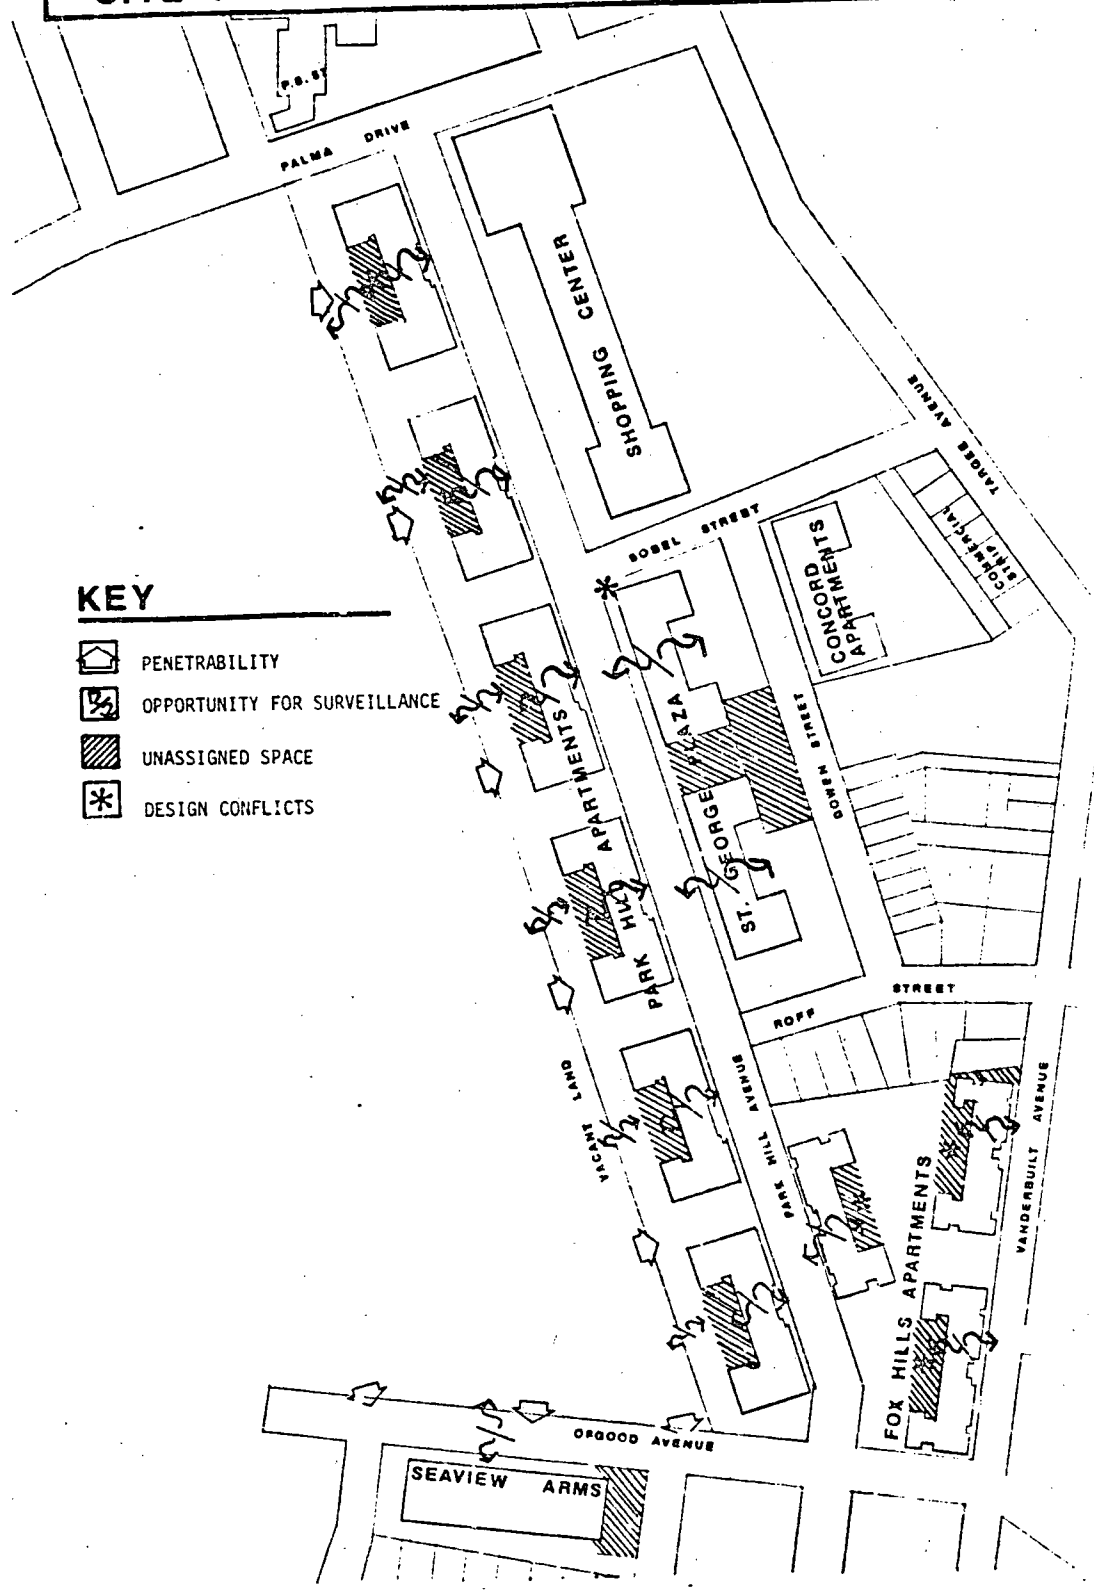 P.S. 57
PALMA DRIVE
SHOPPING CENTER
TARGEE AVENUE
SOBEL STREET
COMMERCIAL
STRIP
CONCORD
APARTMENTS
KEY
PENETRABILITY
OPPORTUNITY FOR SURVEILLANCE
UNASSIGNED SPACE
DESIGN CONFLICTS
PARK HILL APARTMENTS
ST. GEORGE PLAZA
BOWEN STREET
ROFF STREET
VACANT LAND
PARK HILL AVENUE
FOX HILLS APARTMENTS
VANDERBUILT AVENUE
OSGOOD AVENUE
SEAVIEW ARMS